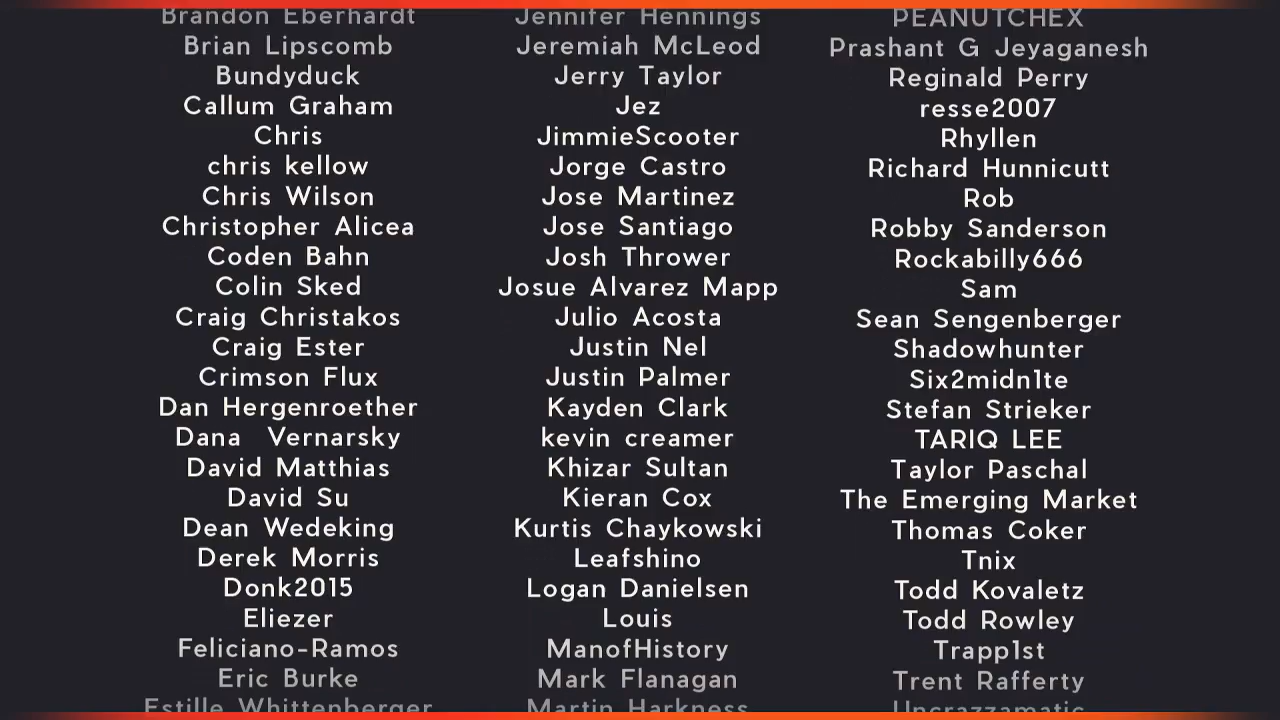 Brandon Eberhardt
Brian Lipscomb
Bundyduck
Callum Graham
Chris
chris kellow
Chris Wilson
Christopher Alicea
Coden Bahn
Colin Sked
Craig Christakos
Craig Ester
Crimson Flux
Dan Hergenroether
Dana  Vernarsky
David Matthias
David Su
Dean Wedeking
Derek Morris
Donk2015
Eliezer
Feliciano-Ramos
Eric Burke
Estille Whittenberger
Jennifer Hennings
Jeremiah McLeod
Jerry Taylor
Jez
JimmieScooter
Jorge Castro
Jose Martinez
Jose Santiago
Josh Thrower
Josue Alvarez Mapp
Julio Acosta
Justin Nel
Justin Palmer
Kayden Clark
kevin creamer
Khizar Sultan
Kieran Cox
Kurtis Chaykowski
Leafshino
Logan Danielsen
Louis
ManofHistory
Mark Flanagan
Martin Harkness
PEANUTCHEX
Prashant G Jeyaganesh
Reginald Perry
resse2007
Rhyllen
Richard Hunnicutt
Rob
Robby Sanderson
Rockabilly666
Sam
Sean Sengenberger
Shadowhunter
Six2midn1te
Stefan Strieker
TARIQ LEE
Taylor Paschal
The Emerging Market
Thomas Coker
Tnix
Todd Kovaletz
Todd Rowley
Trapp1st
Trent Rafferty
Uncrazzamatic